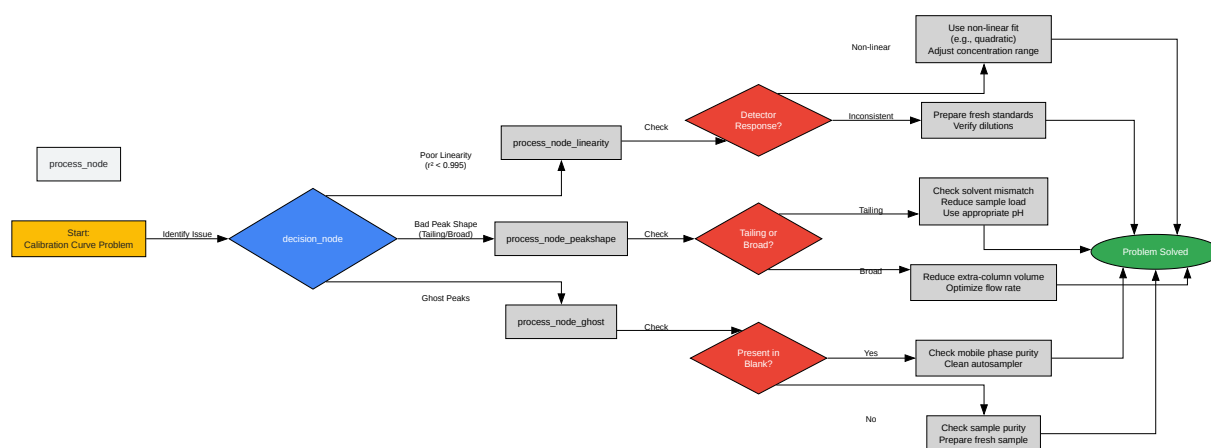 process_node
Start:
Calibration Curve Problem
Identify Issue
decision_node
Poor Linearity
(r² < 0.995)
process_node_linearity
Check
Detector
Response?
Non-linear
Use non-linear fit
(e.g., quadratic)
Adjust concentration range
Inconsistent
Prepare fresh standards
Verify dilutions
Bad Peak Shape
(Tailing/Broad)
process_node_peakshape
Check
Tailing or
Broad?
Tailing
Check solvent mismatch
Reduce sample load
Use appropriate pH
Broad
Reduce extra-column volume
Optimize flow rate
Ghost Peaks
process_node_ghost
Check
Present in
Blank?
Yes
Check mobile phase purity
Clean autosampler
No
Check sample purity
Prepare fresh sample
Problem Solved